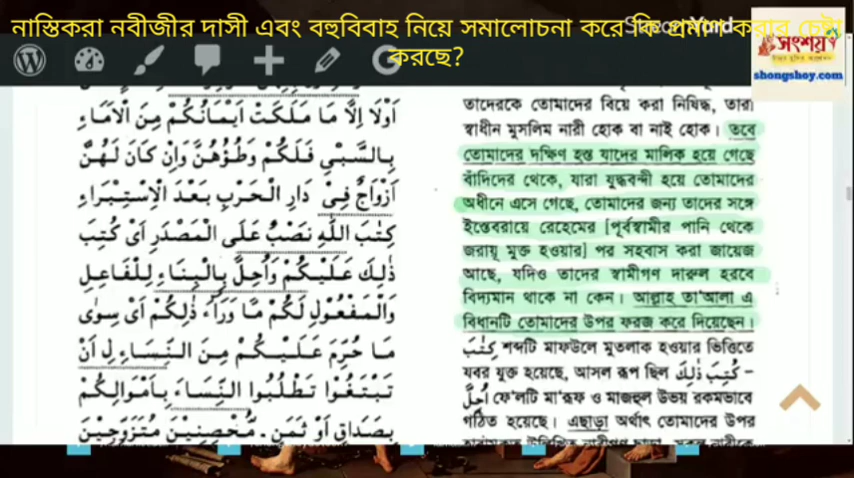 নাস্তিকরা নবীজীর দাসী এবং বহুবিবাহ নিয়ে সমালোচনা করে কি প্রমাণ করার চেষ্টা
করছে?
সংশয়
shongshoy.com
اَوْلَا اِلَّا مَا مَلَكَتْ اَيْمَانُكُمْ مِنَ الْاِمَاءِ
بِالسَّبْيِ فَلَكُمْ وَطْؤُهُنَّ وَاِنْ كَانَ لَهُنَّ
اَزْوَاجٌ فِيْ دَارِ الْحَرْبِ بَعْدَ الْاِسْتِبْرَاءِ
كِتٰبَ اللّٰهِ نَصْبٌ عَلَى الْمَصْدَرِ اَىْ كُتِبَ
ذٰلِكَ عَلَيْكُمْ وَاُحِلَّ بِالْبِنَاءِ لِلْفَاعِلِ
وَالْمَفْعُوْلِ لَكُمْ مَّا وَرَآءَ ذٰلِكُمْ اَىْ سِوٰى
مَا حُرِّمَ عَلَيْكُمْ مِنَ النِّسَاءِ لِ اَنْ
تَبْتَغُوْا تَطْلُبُوا النِّسَاءَ بِاَمْوَالِكُمْ
بِصَدَاقٍ اَوْ ثَمَنٍ . مُّحْصِنِيْنَ مُتَزَوِّجِيْنَ
তাদেরকে তোমাদের বিয়ে করা নিষিদ্ধ, তারা
স্বাধীন মুসলিম নারী হোক বা নাই হোক। তবে
তোমাদের দক্ষিণ হস্ত যাদের মালিক হয়ে গেছে
বাঁদিদের থেকে, যারা যুদ্ধবন্দী হয়ে তোমাদের
অধীনে এসে গেছে, তোমাদের জন্য তাদের সঙ্গে
ইস্তেবরায়ে রেহেমের [পূর্বস্বামীর পানি থেকে
জরায়ু মুক্ত হওয়ার] পর সহবাস করা জায়েজ
আছে, যদিও তাদের স্বামীগণ দারুল হরবে
বিদ্যমান থাকে না কেন। আল্লাহ তা'আলা এ
বিধানটি তোমাদের উপর ফরজ করে দিয়েছেন।
كِتٰبَ শব্দটি মাফউলে মুতলাক হওয়ার ভিত্তিতে
যবর যুক্ত হয়েছে, আসল রূপ ছিল كُتِبَ ذٰلِكَ –
اُحِلَّ ফে'লটি মা'রূফ ও মাজহুল উভয় রকমভাবে
গঠিত হয়েছে। এছাড়া অর্থাৎ তোমাদের উপর